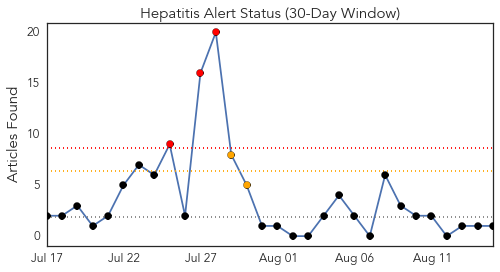 Hepatitis Alert Status (30-Day Window)
Articles Found
20
15
10
5
0
Jul 17
Jul 22
Jul 27
Aug 01
Aug 06
Aug 11